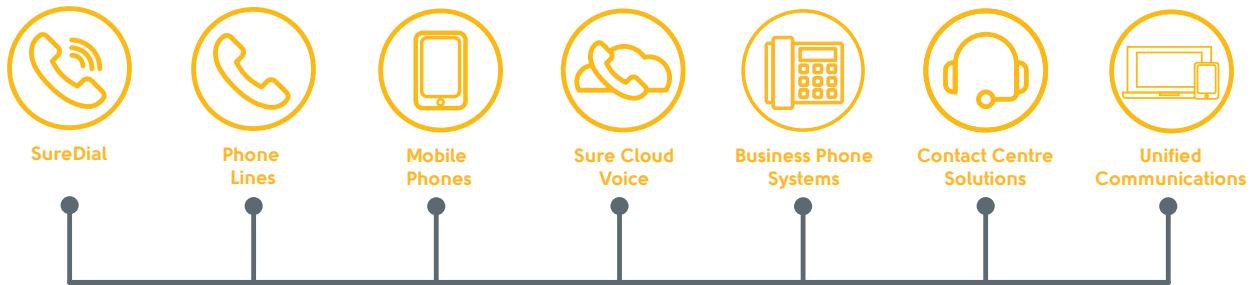 SureDial
Phone
Lines
Mobile
Phones
Sure Cloud
Voice
Business Phone
Systems
Contact Centre
Solutions
Unified
Communications